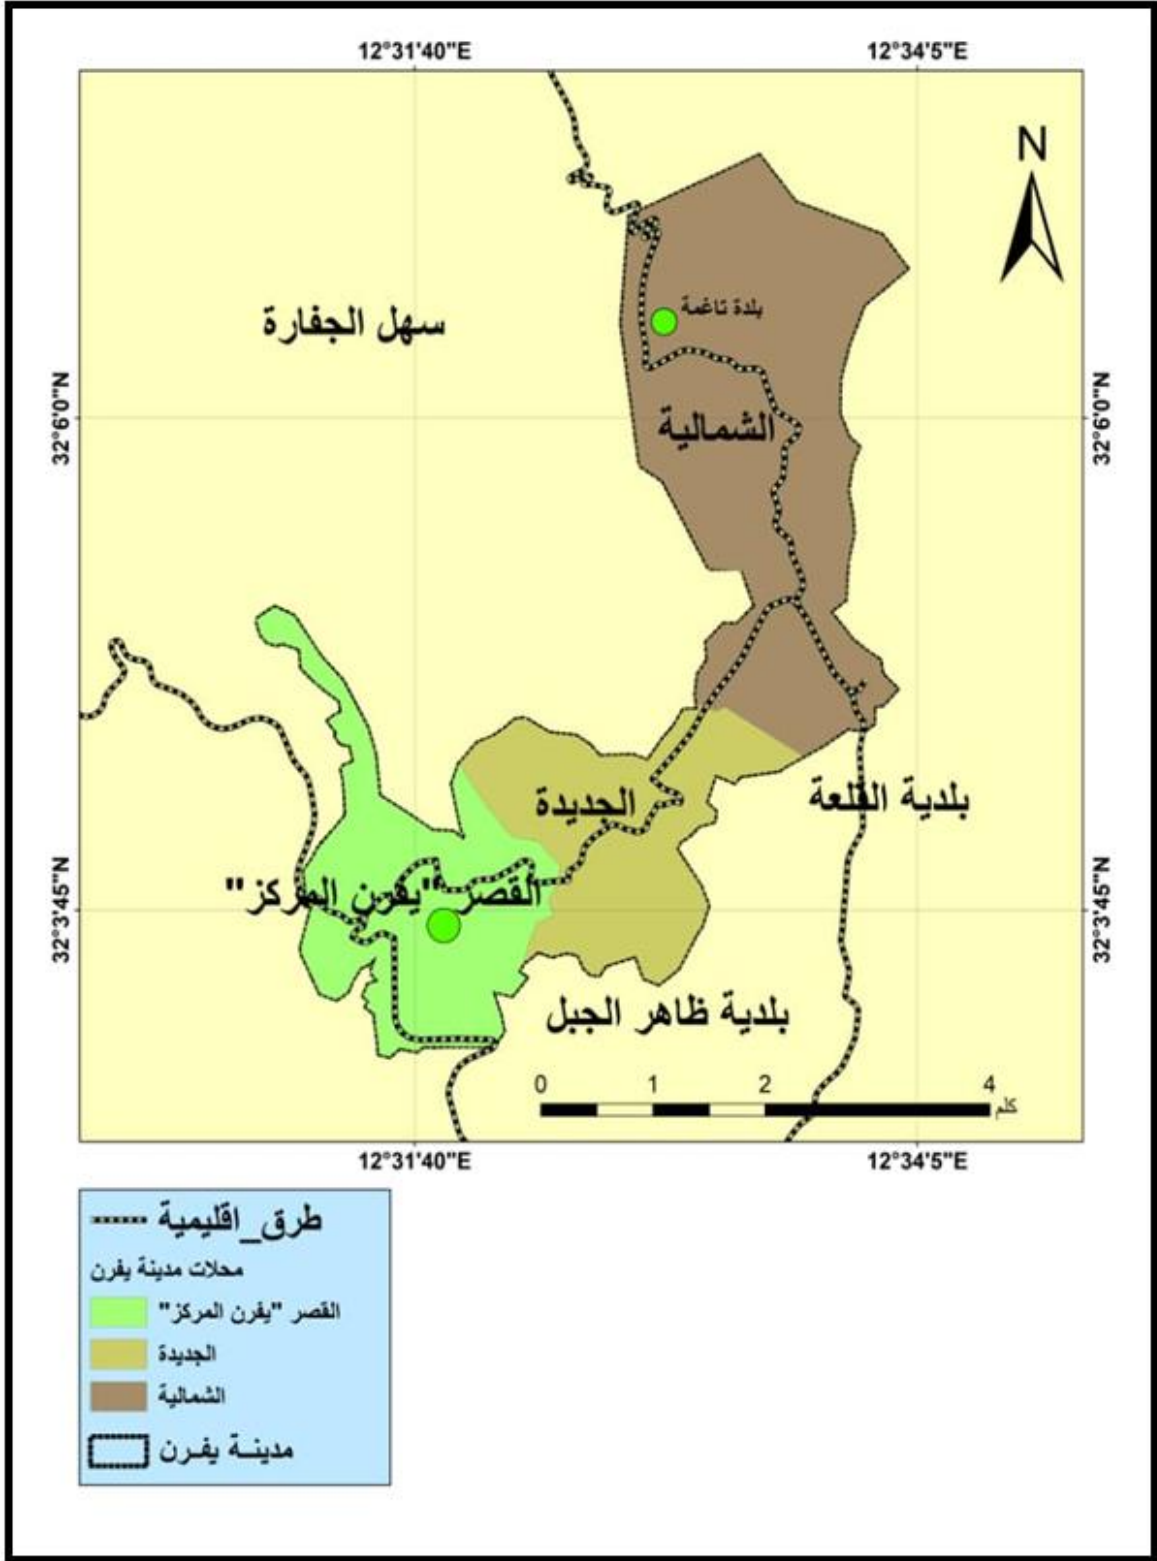 12°31'40"E
12°34'5"E
N
بلدة تاغمة
سهل الجفارة
32°6'0"N
32°6'0"N
الشمالية
الجديدة
بلدية القلعة
القصر "يفرن المركز"
32°3'45"N
32°3'45"N
بلدية ظاهر الجبل
0 1 2 4
كلم
12°31'40"E
12°34'5"E
طرق_اقليمية
محلات مدينة يفرن
القصر "يفرن المركز"
الجديدة
الشمالية
مدينــة يفـرن